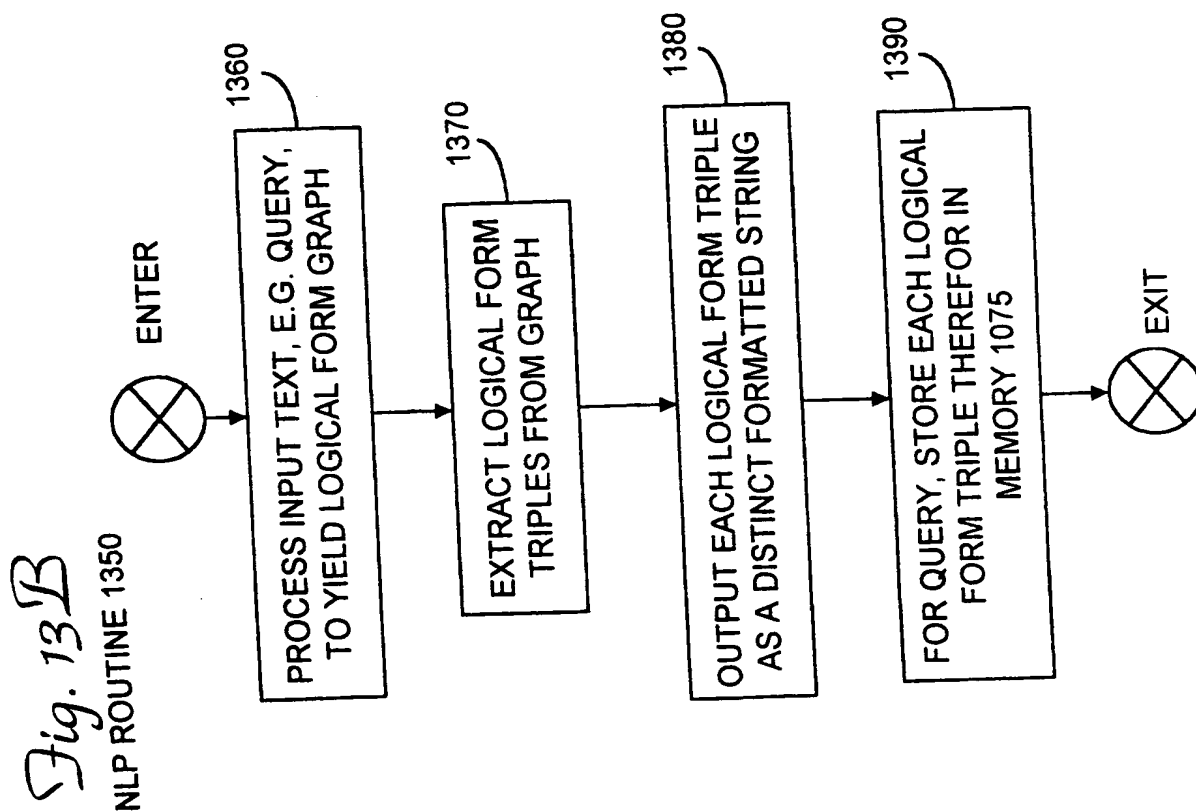 Fig. 13B
NLP ROUTINE 1350
ENTER
1360
PROCESS INPUT TEXT, E.G. QUERY,
TO YIELD LOGICAL FORM GRAPH
1370
EXTRACT LOGICAL FORM
TRIPLES FROM GRAPH
1380
OUTPUT EACH LOGICAL FORM TRIPLE
AS A DISTINCT FORMATTED STRING
1390
FOR QUERY, STORE EACH LOGICAL
FORM TRIPLE THEREFOR IN
MEMORY 1075
EXIT